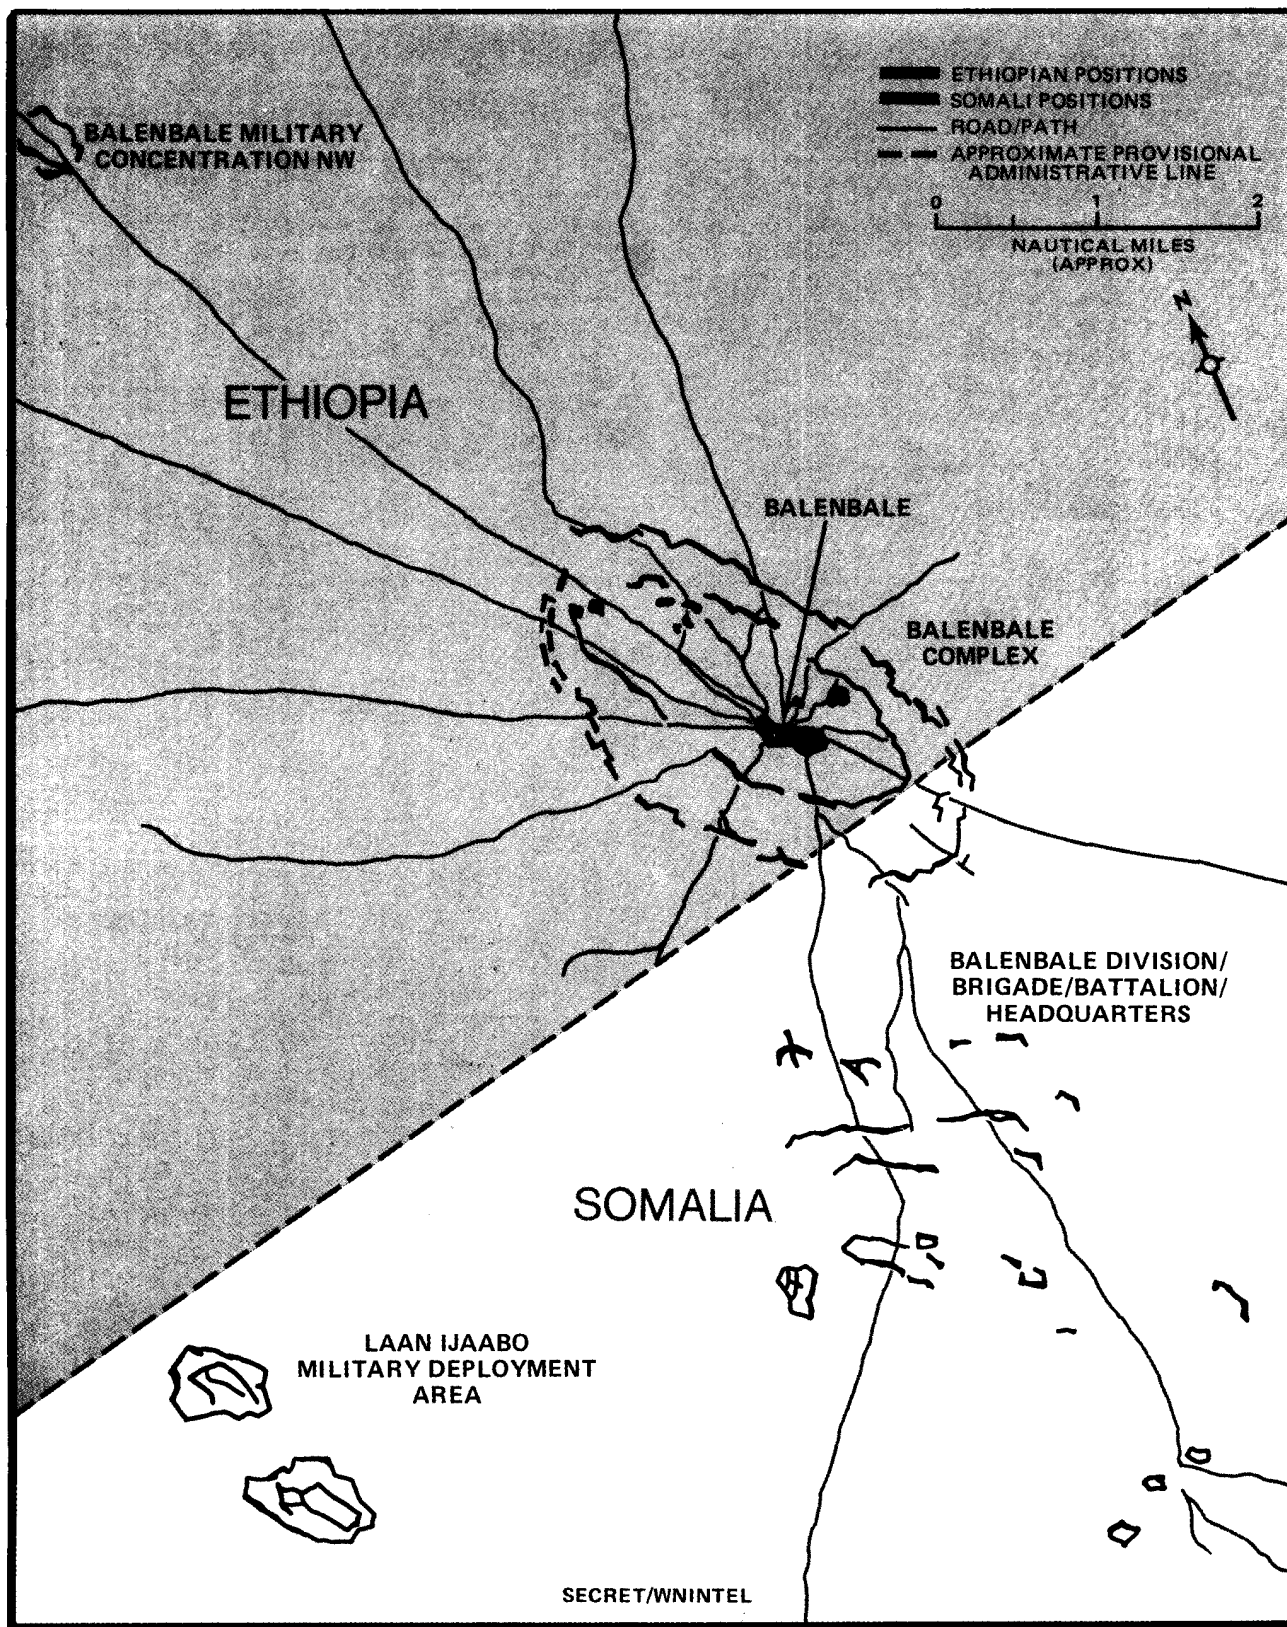 ETHIOPIAN POSITIONS
SOMALI POSITIONS
ROAD/PATH
APPROXIMATE PROVISIONAL
ADMINISTRATIVE LINE
0 1 2
NAUTICAL MILES
(APPROX)
N
BALENBALE MILITARY
CONCENTRATION NW
ETHIOPIA
BALENBALE
BALENBALE
COMPLEX
BALENBALE DIVISION/
BRIGADE/BATTALION/
HEADQUARTERS
SOMALIA
LAAN IJAABO
MILITARY DEPLOYMENT
AREA
SECRET/WNINTEL